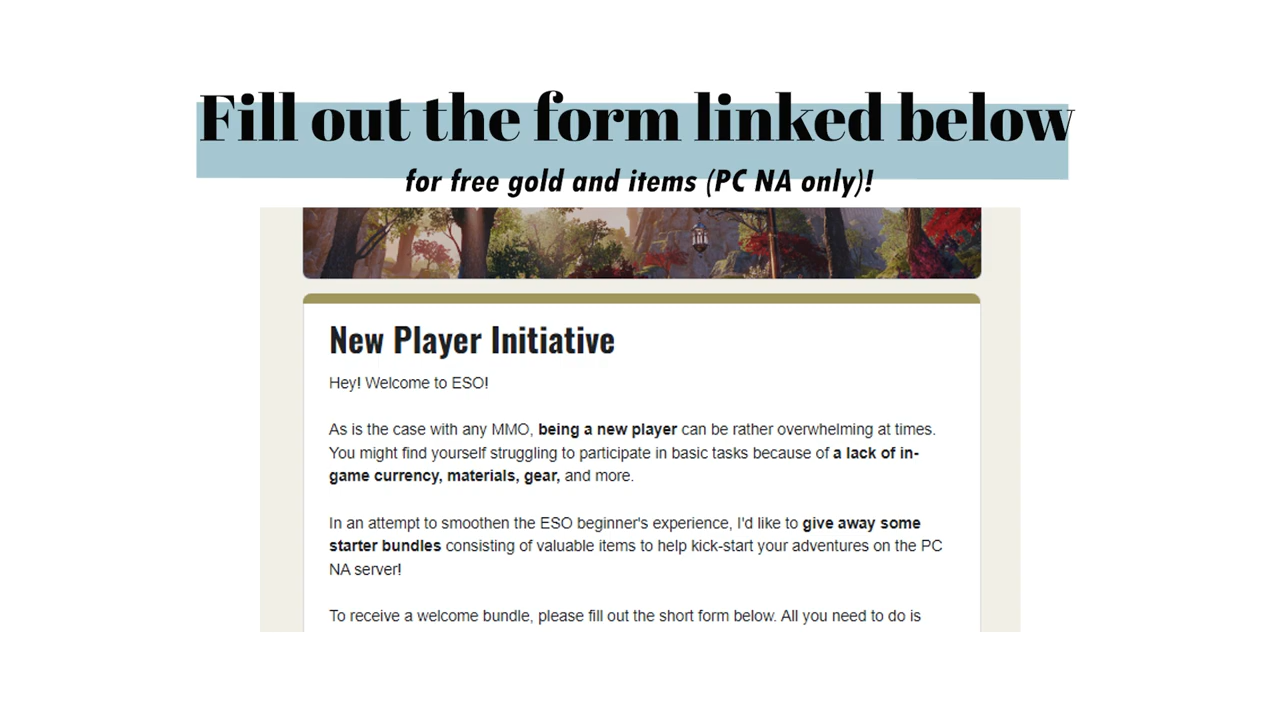 Fill out the form linked below
for free gold and items (PC NA only)!
New Player Initiative
Hey! Welcome to ESO!
As is the case with any MMO, being a new player can be rather overwhelming at times.
You might find yourself struggling to participate in basic tasks because of a lack of in-
game currency, materials, gear, and more.
In an attempt to smoothen the ESO beginner's experience, I'd like to give away some
starter bundles consisting of valuable items to help kick-start your adventures on the PC
NA server!
To receive a welcome bundle, please fill out the short form below. All you need to do is